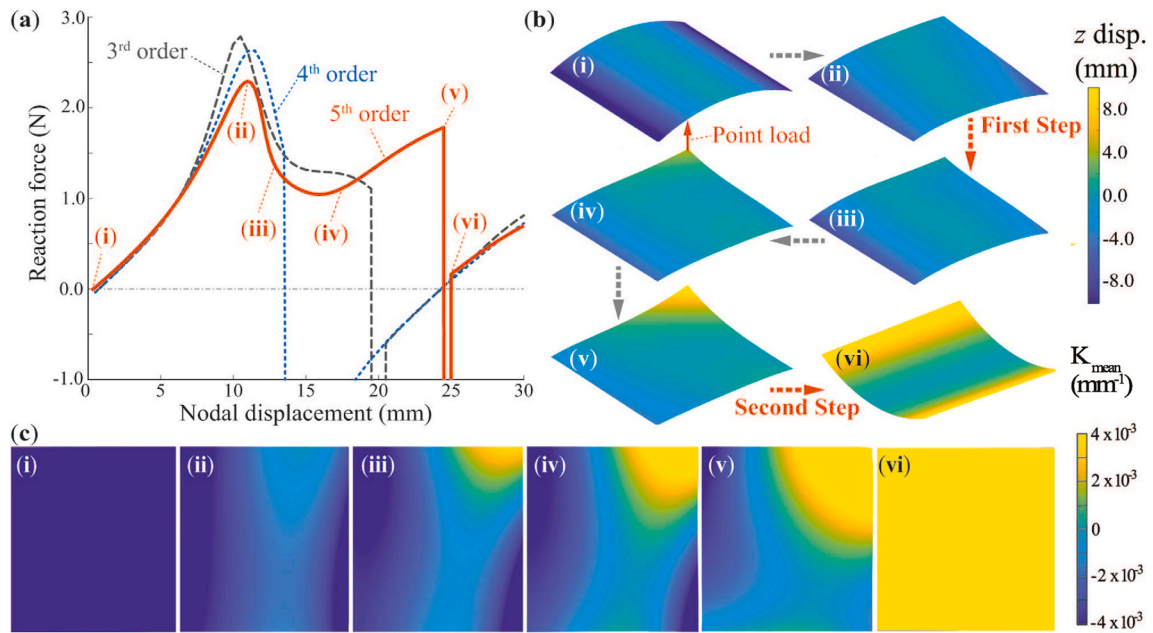 (a)
3.0
2.0
1.0
0.0
-1.0
0
5
10
15
20
25
30
Reaction force (N)
Nodal displacement (mm)
3rd order
4th order
5th order
(i)
(ii)
(iii)
(iv)
(v)
(vi)
(b)
(i)
(ii)
(iii)
(iv)
(v)
(vi)
Point load
First Step
Second Step
z disp.
(mm)
8.0
4.0
0.0
-4.0
-8.0
(c)
(i)
(ii)
(iii)
(iv)
(v)
(vi)
Kmean
(mm-1)
4 x 10-3
2 x 10-3
0
-2 x 10-3
-4 x 10-3